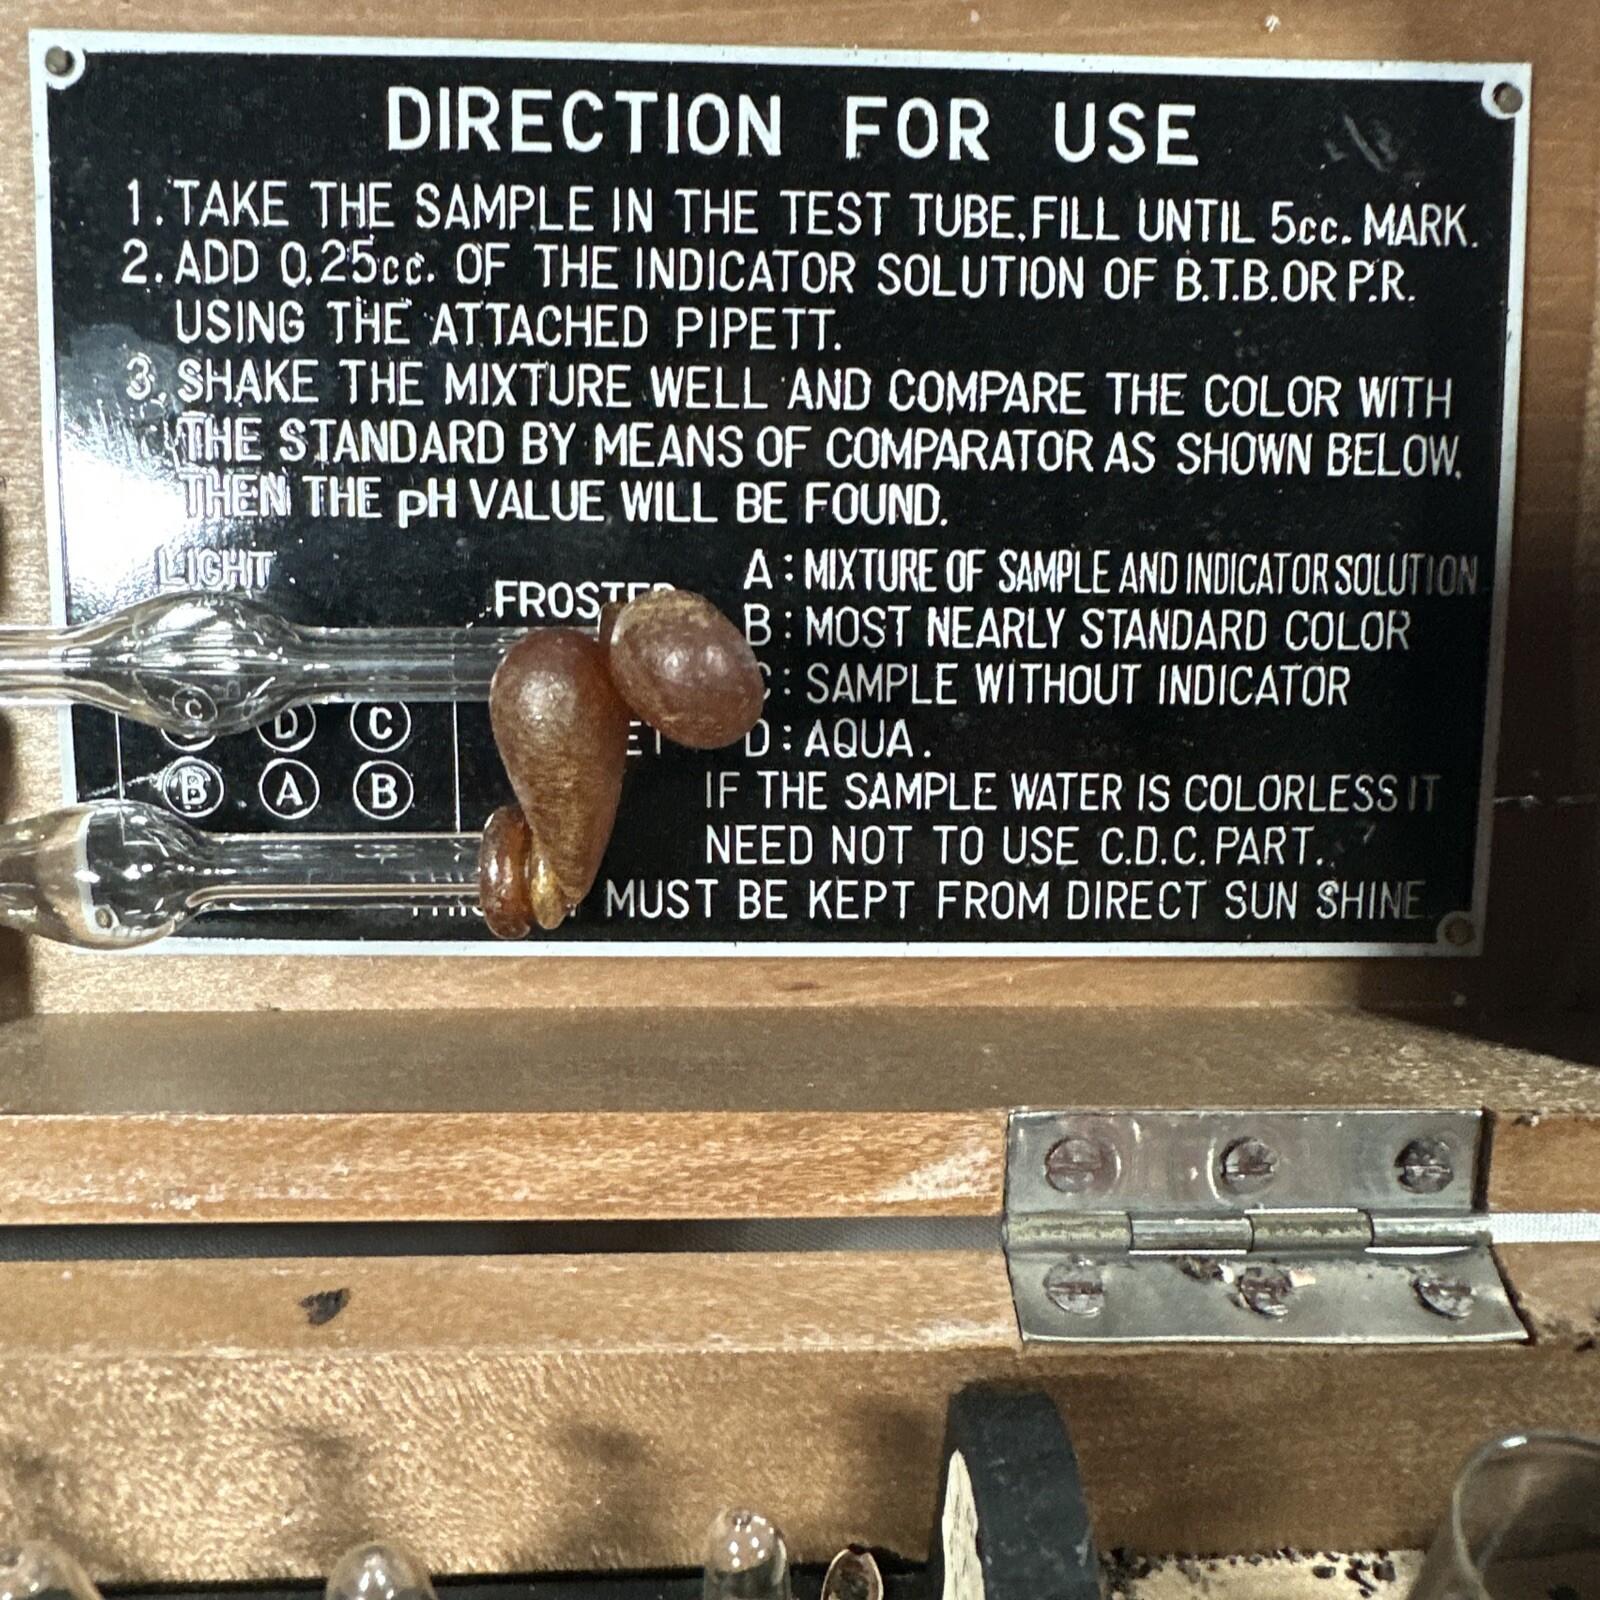 DIRECTION FOR USE
1. TAKE THE SAMPLE IN THE TEST TUBE, FILL UNTIL 5cc. MARK.
2. ADD 0.25cc. OF THE INDICATOR SOLUTION OF B.T.B. OR P.R.
USING THE ATTACHED PIPETT.
3. SHAKE THE MIXTURE WELL AND COMPARE THE COLOR WITH
THE STANDARD BY MEANS OF COMPARATOR AS SHOWN BELOW,
THEN THE pH VALUE WILL BE FOUND.
LIGHT
C D C
B A B
A : MIXTURE OF SAMPLE AND INDICATOR SOLUTION
B : MOST NEARLY STANDARD COLOR
C : SAMPLE WITHOUT INDICATOR
D : AQUA.
IF THE SAMPLE WATER IS COLORLESS IT
NEED NOT TO USE C.D.C. PART.
MUST BE KEPT FROM DIRECT SUN SHINE.